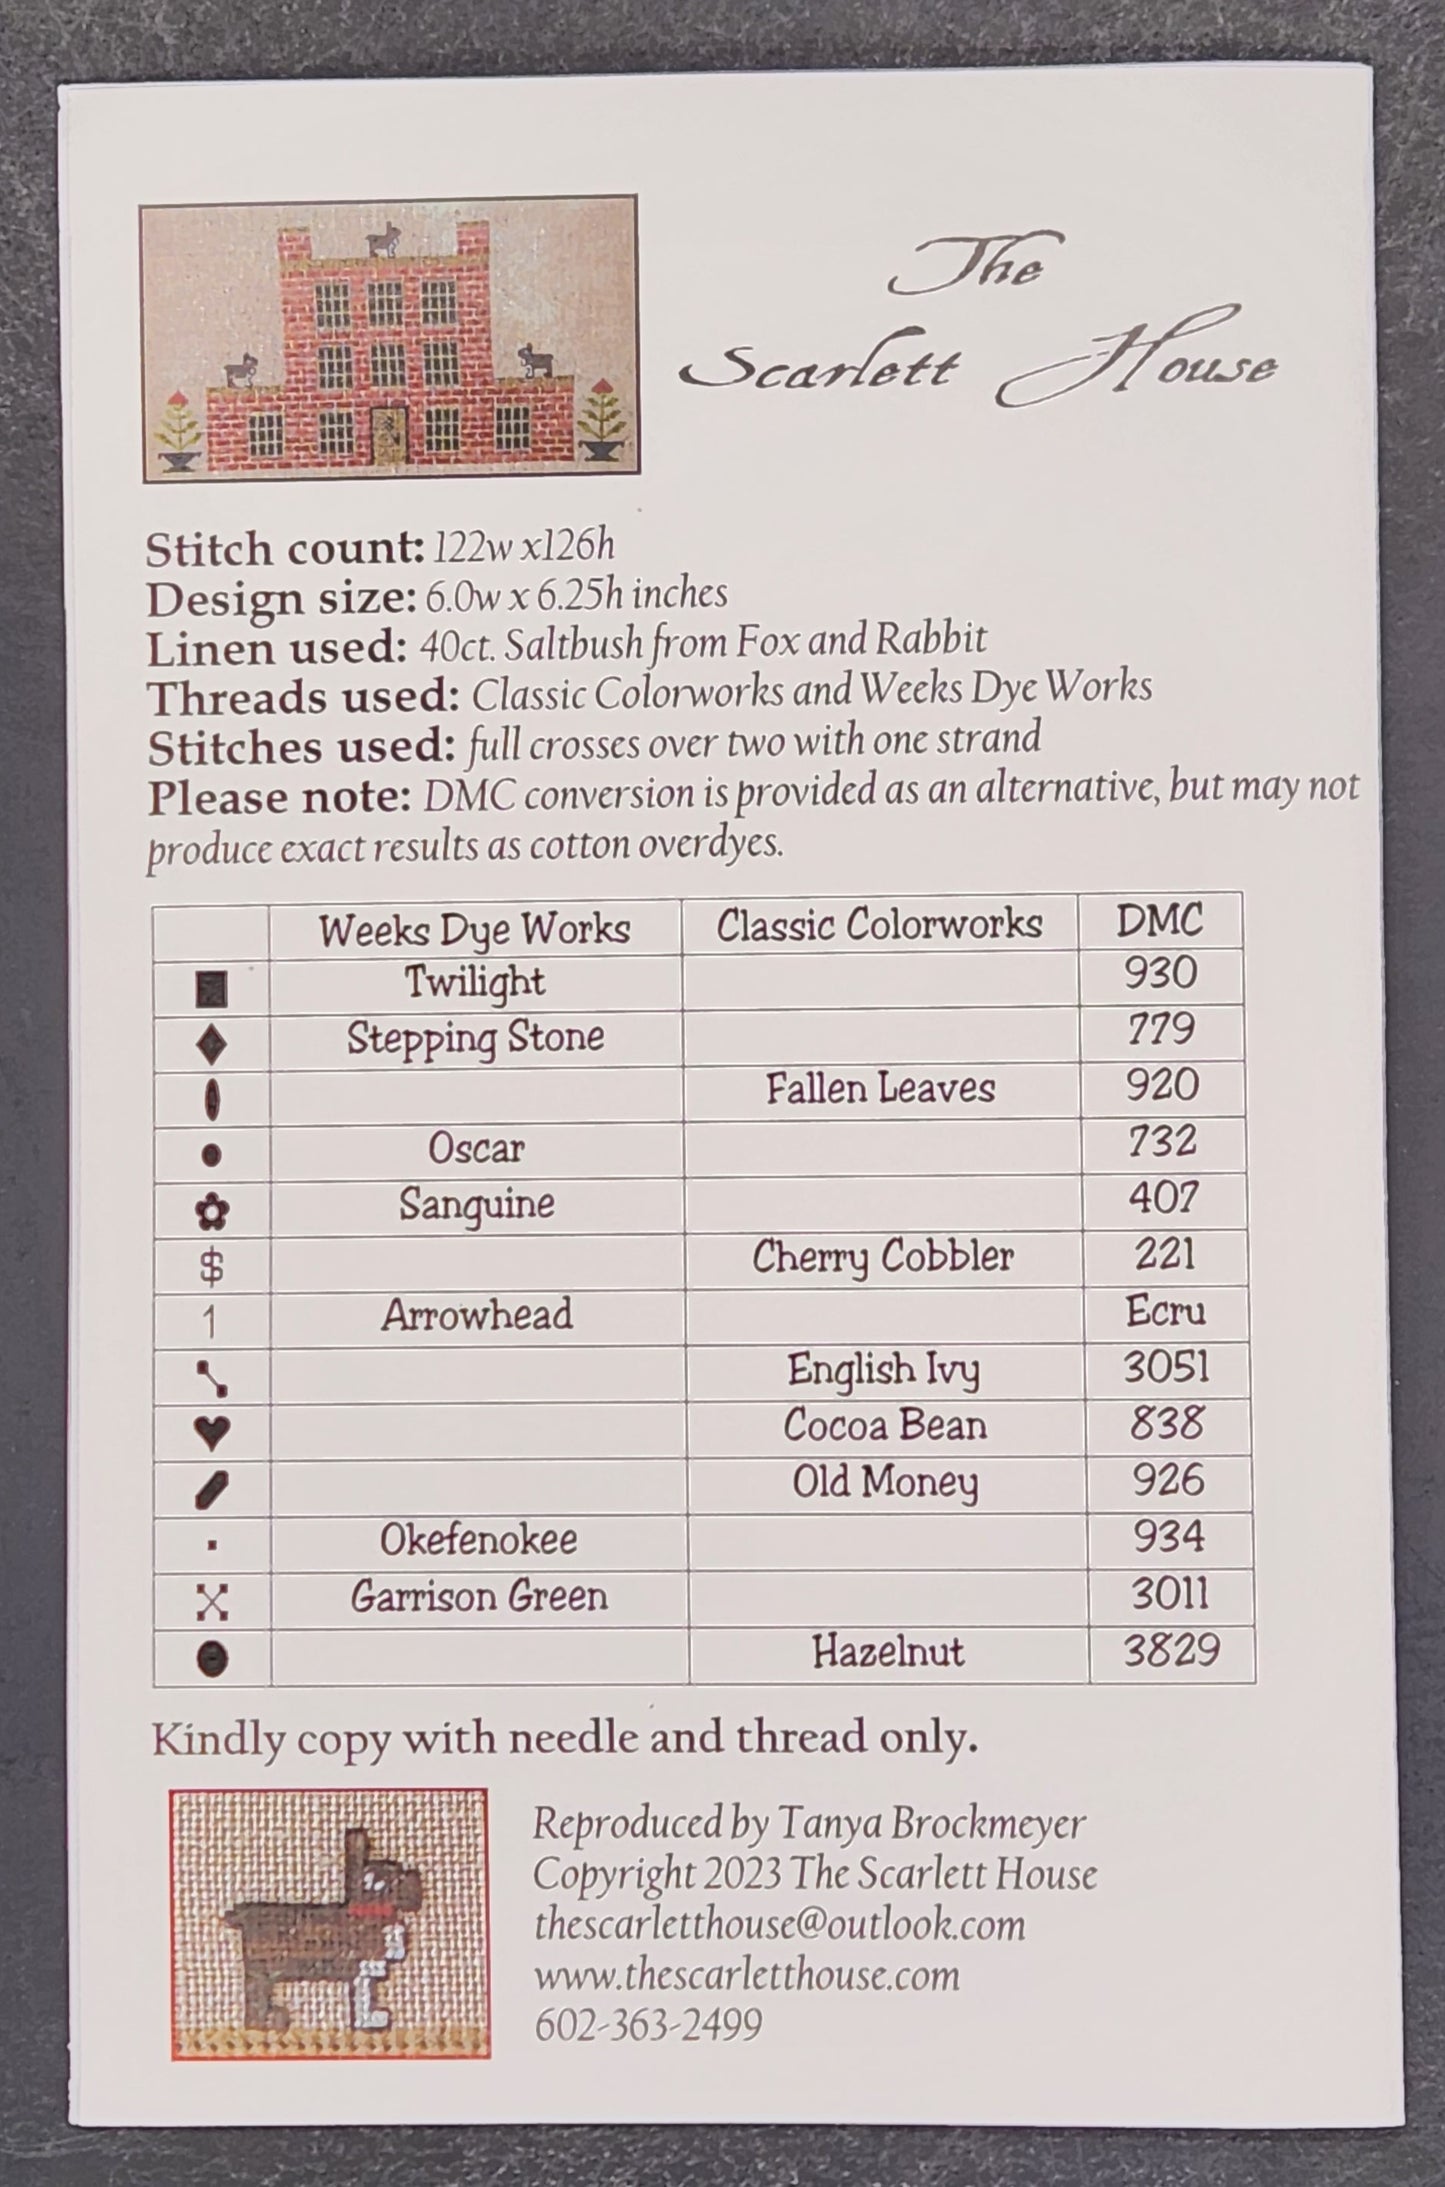 The
Scarlett House
Stitch count: 122w x126h
Design size: 6.0w x 6.25h inches
Linen used: 40ct. Saltbush from Fox and Rabbit
Threads used: Classic Colorworks and Weeks Dye Works
Stitches used: full crosses over two with one strand
Please note: DMC conversion is provided as an alternative, but may not
produce exact results as cotton overdyes.
Weeks Dye Works Classic Colorworks DMC
■ Twilight 930
♦ Stepping Stone 779
Fallen Leaves 920
● Oscar 732
✿ Sanguine 407
$ Cherry Cobbler 221
1 Arrowhead Ecru
English Ivy 3051
♥ Cocoa Bean 838
Old Money 926
▪ Okefenokee 934
Garrison Green 3011
● Hazelnut 3829
Kindly copy with needle and thread only.
Reproduced by Tanya Brockmeyer
Copyright 2023 The Scarlett House
thescarletthouse@outlook.com
www.thescarletthouse.com
602-363-2499